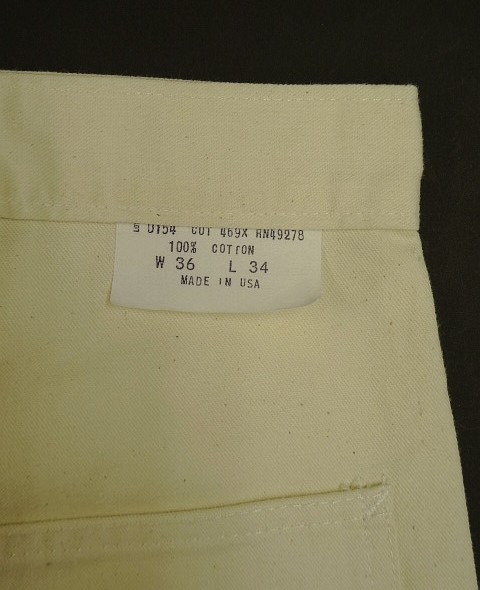 0154 CUT 469X RN49278
100% COTTON
W 36 L 34
MADE IN USA